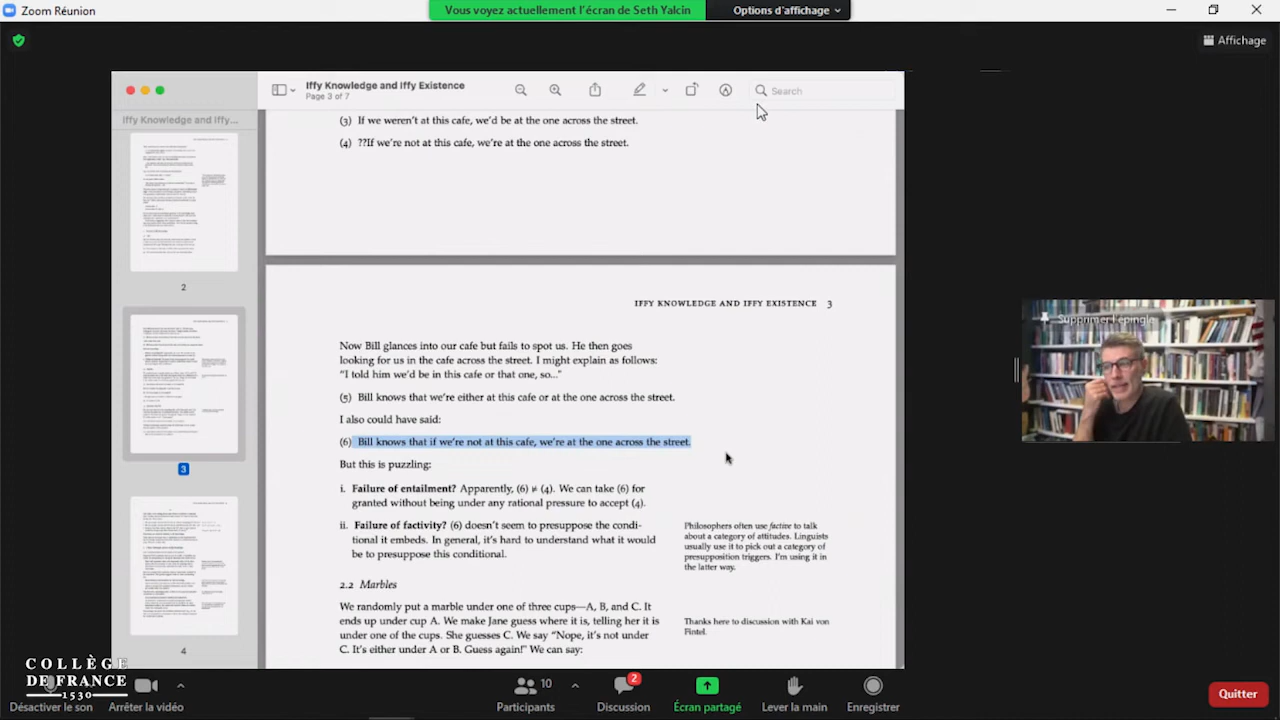 Zoom Réunion
Vous voyez actuellement l'écran de Seth Yalcin
Options d'affichage
Affichage
Iffy Knowledge and Iffy Existence
Page 3 of 7
Search
Iffy Knowledge and Iffy...
(3) If we weren't at this cafe, we'd be at the one across the street.
(4) ??If we're not at this cafe, we're at the one across the street.
2
IFFY KNOWLEDGE AND IFFY EXISTENCE 3
Now Bill glances into our cafe but fails to spot us. He then goes
looking for us in the cafe across the street. I might explain as follows:
"I told him we'd be in this cafe or that one, so..."
(5) Bill knows that we're either at this cafe or at the one across the street.
I also could have said:
(6) Bill knows that if we're not at this cafe, we're at the one across the street.
But this is puzzling:
i. Failure of entailment? Apparently, (6) ⊭ (4). We can take (6) for
granted without being under any rational pressure to accept (4).
ii. Failure of factivity? (6) doesn't seem to presuppose the condi-
tional it embeds. In general, it's hard to understand what it would
be to presuppose this conditional.
Philosophers often use factive to talk
about a category of attitudes. Linguists
usually use it to pick out a category of
presupposition triggers. I'm using it in
the latter way.
3
2.2 Marbles
We randomly put a marble under one of three cups—A, B, and C. It
ends up under cup A. We make Jane guess where it is, telling her it is
under one of the cups. She guesses C. We say "Nope, it's not under
C. It's either under A or B. Guess again!" We can say:
Thanks here to discussion with Kai von
Fintel.
4
Supprimer l'épingle
COLLÈGE
DE FRANCE
1530
Désactiver le son
Arrêter la vidéo
10
Participants
2
Discussion
Écran partagé
Lever la main
Enregistrer
Quitter